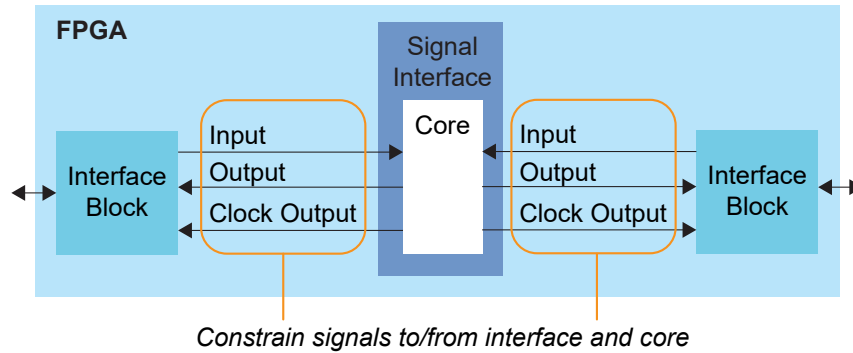 FPGA
Signal
Interface
Core
Input
Output
Clock Output
Interface
Block
Input
Output
Clock Output
Interface
Block
Constrain signals to/from interface and core